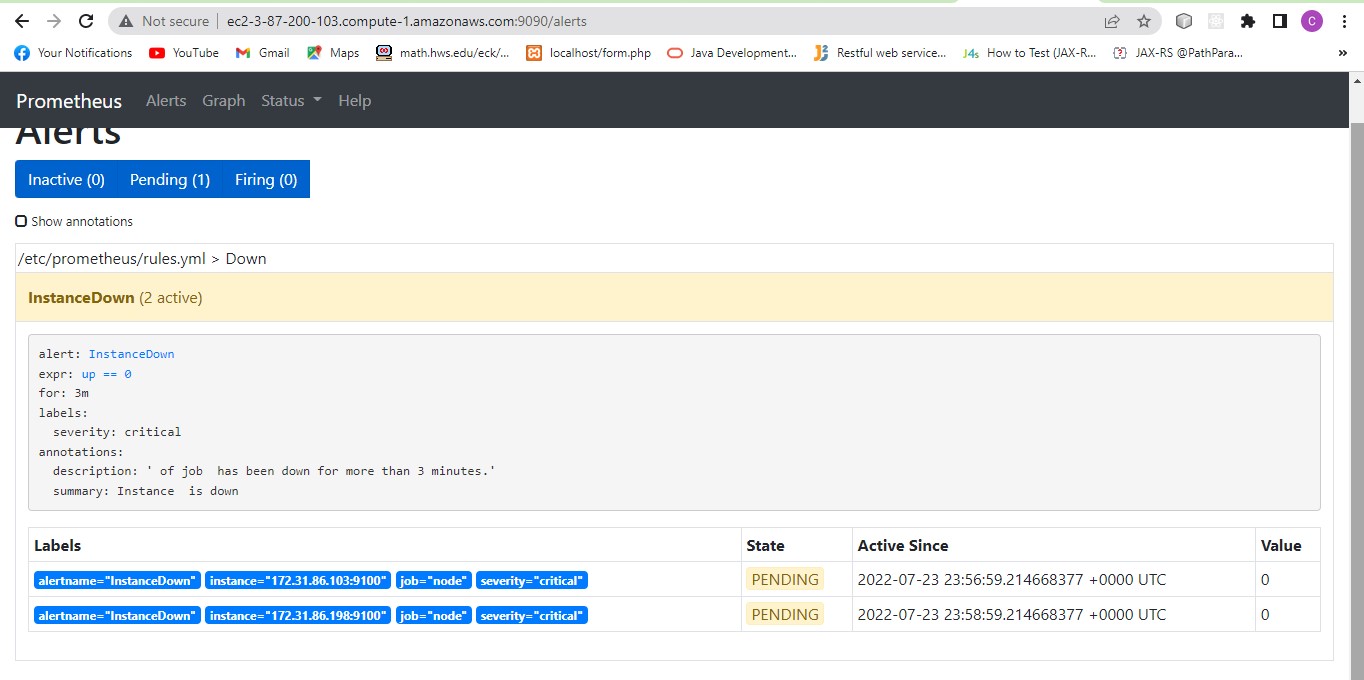 Not secure | ec2-3-87-200-103.compute-1.amazonaws.com:9090/alerts C
Your Notifications YouTube Gmail Maps math.hws.edu/eck/... localhost/form.php Java Development... Restful web service... J4s How to Test (JAX-R... {?} JAX-RS @PathPara... »
Prometheus Alerts Graph Status Help
Alerts
Inactive (0) Pending (1) Firing (0)
Show annotations
/etc/prometheus/rules.yml > Down
InstanceDown (2 active)
alert: InstanceDown
expr: up == 0
for: 3m
labels:
  severity: critical
annotations:
  description: ' of job  has been down for more than 3 minutes.'
  summary: Instance  is down
Labels State Active Since Value
alertname="InstanceDown" instance="172.31.86.103:9100" job="node" severity="critical" PENDING 2022-07-23 23:56:59.214668377 +0000 UTC 0
alertname="InstanceDown" instance="172.31.86.198:9100" job="node" severity="critical" PENDING 2022-07-23 23:58:59.214668377 +0000 UTC 0